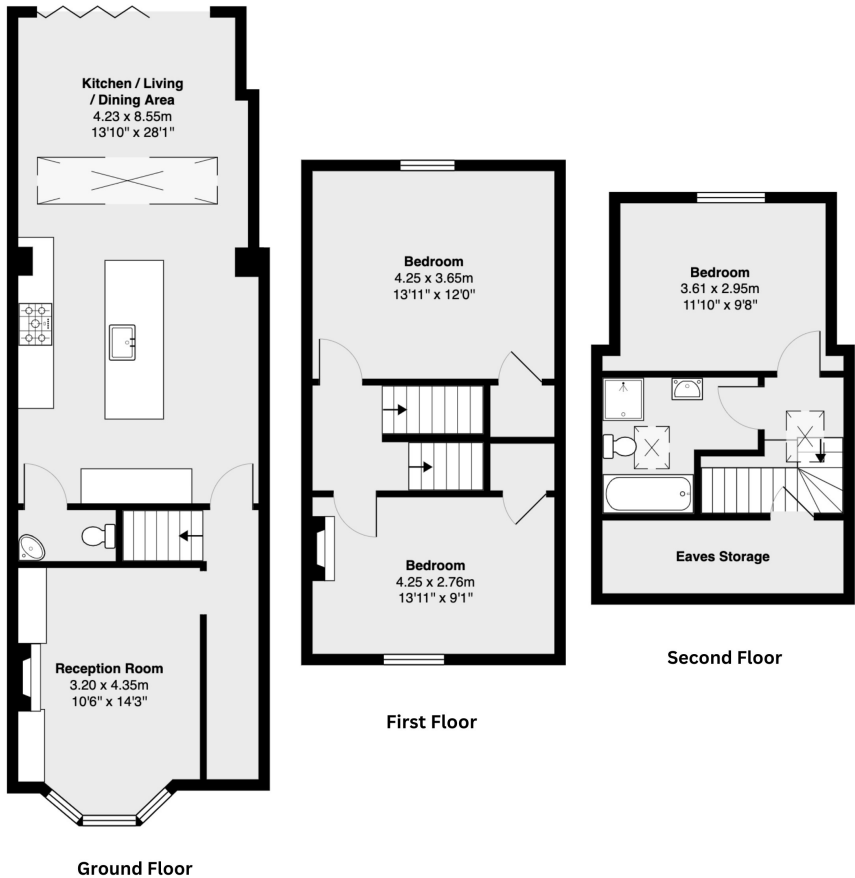 Kitchen / Living
/ Dining Area
4.23 x 8.55m
13'10" x 28'1"
Reception Room
3.20 x 4.35m
10'6" x 14'3"
Ground Floor
Bedroom
4.25 x 3.65m
13'11" x 12'0"
Bedroom
4.25 x 2.76m
13'11" x 9'1"
First Floor
Bedroom
3.61 x 2.95m
11'10" x 9'8"
Eaves Storage
Second Floor